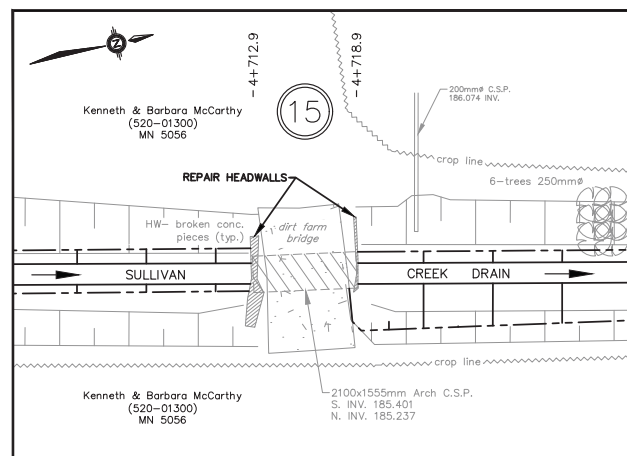 N
4+712.9
4+718.9
Kenneth & Barbara McCarthy
(520-01300)
MN 5056
15
200mmø C.S.P.
186.074 INV.
crop line
REPAIR HEADWALLS
6-trees 250mmø
HW- broken conc.
pieces (typ.)
dirt farm
bridge
SULLIVAN
CREEK DRAIN
crop line
Kenneth & Barbara McCarthy
(520-01300)
MN 5056
2100x1555mm Arch C.S.P.
S. INV. 185.401
N. INV. 185.237